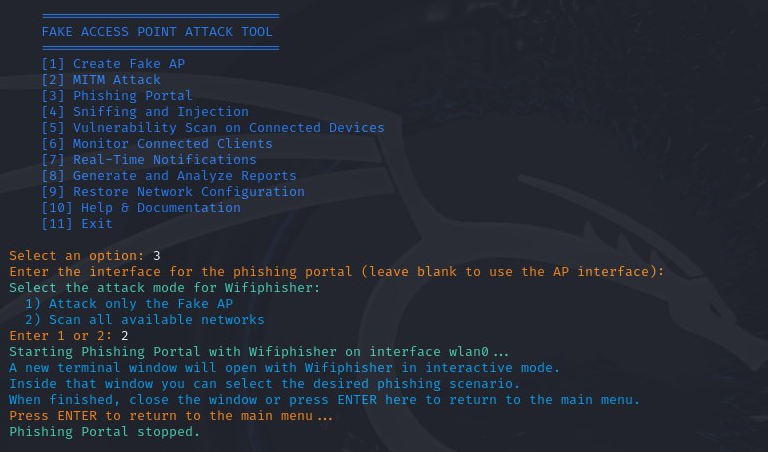 FAKE ACCESS POINT ATTACK TOOL
[1] Create Fake AP
[2] MITM Attack
[3] Phishing Portal
[4] Sniffing and Injection
[5] Vulnerability Scan on Connected Devices
[6] Monitor Connected Clients
[7] Real-Time Notifications
[8] Generate and Analyze Reports
[9] Restore Network Configuration
[10] Help & Documentation
[11] Exit
Select an option: 3
Enter the interface for the phishing portal (leave blank to use the AP interface):
Select the attack mode for Wifiphisher:
1) Attack only the Fake AP
2) Scan all available networks
Enter 1 or 2: 2
Starting Phishing Portal with Wifiphisher on interface wlan0...
A new terminal window will open with Wifiphisher in interactive mode.
Inside that window you can select the desired phishing scenario.
When finished, close the window or press ENTER here to return to the main menu.
Press ENTER to return to the main menu...
Phishing Portal stopped.